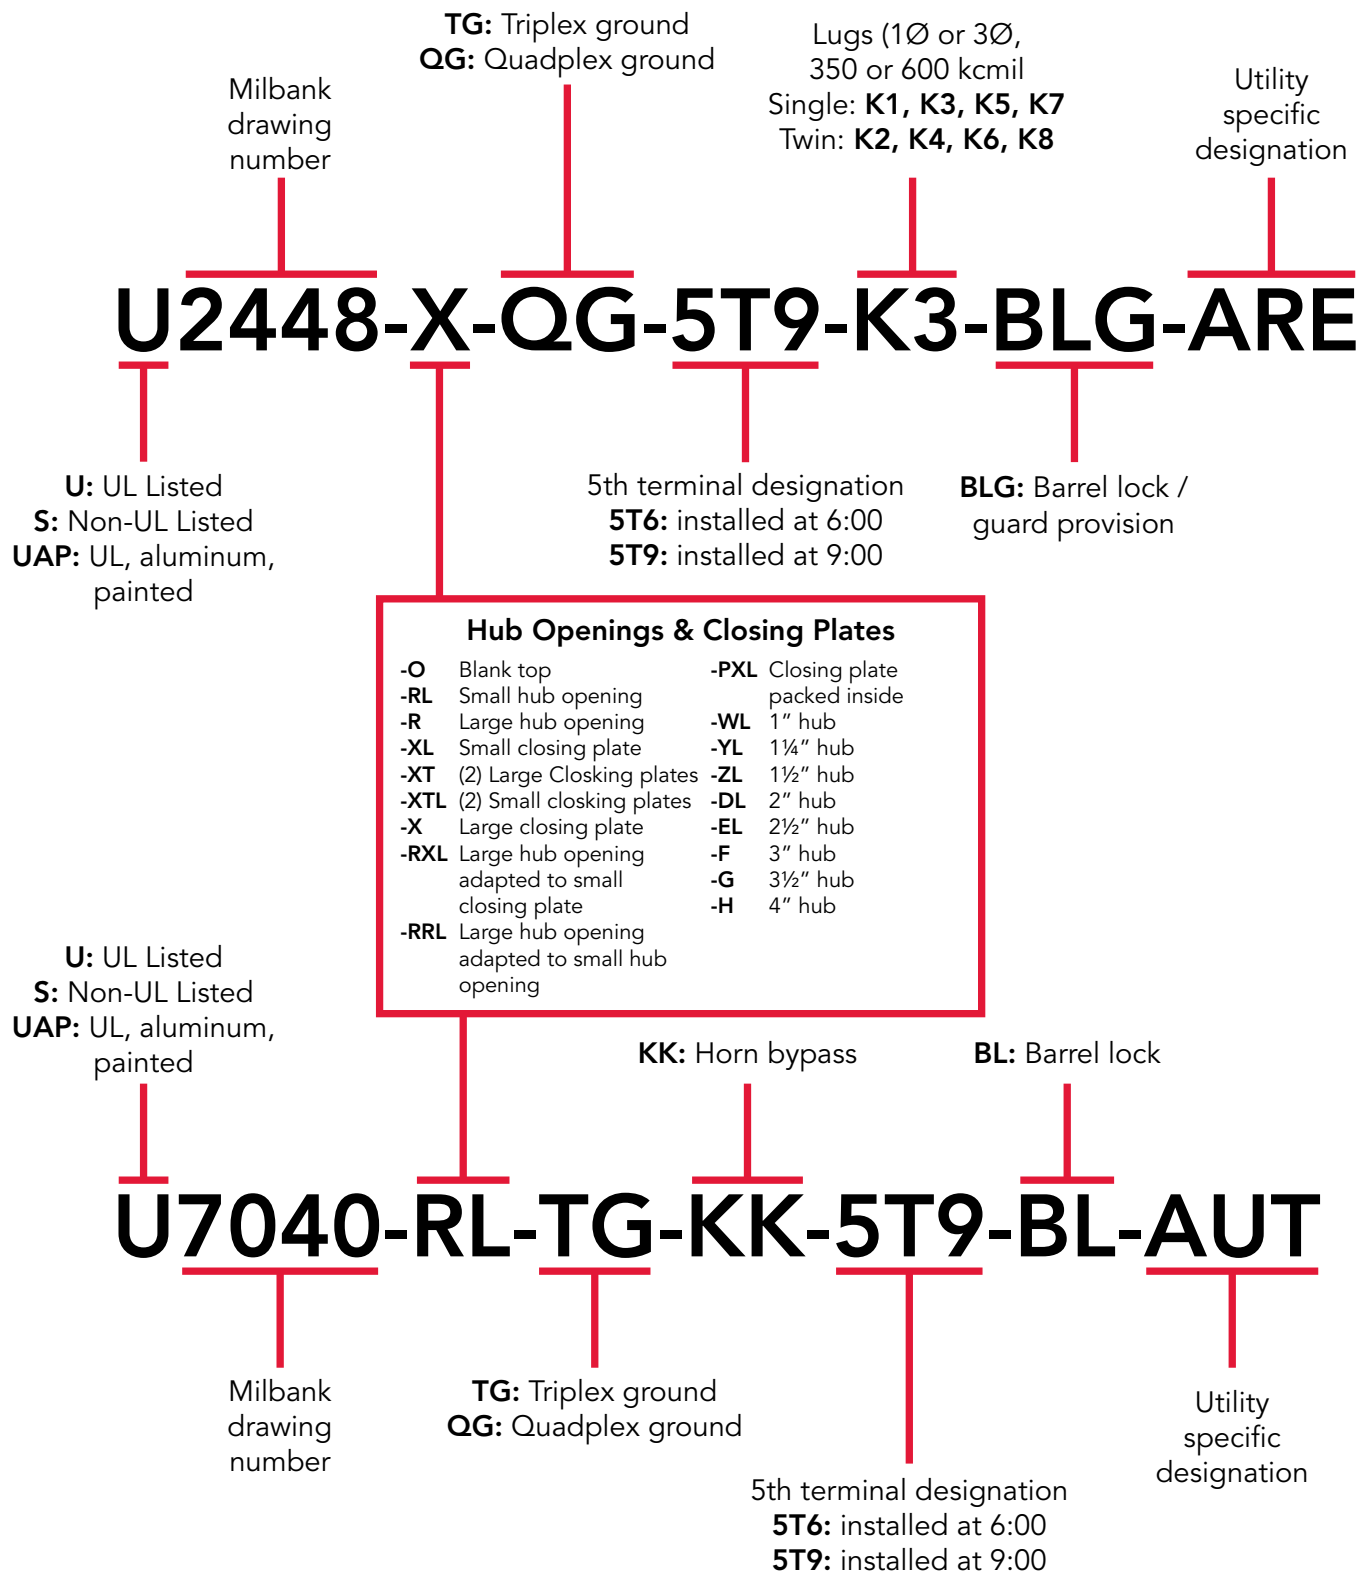 TG: Triplex ground
QG: Quadplex ground
Lugs (1Ø or 3Ø,
350 or 600 kcmil
Single: K1, K3, K5, K7
Twin: K2, K4, K6, K8
Milbank
drawing
number
Utility
specific
designation
U2448-X-QG-5T9-K3-BLG-ARE
U: UL Listed
S: Non-UL Listed
UAP: UL, aluminum,
painted
5th terminal designation
5T6: installed at 6:00
5T9: installed at 9:00
BLG: Barrel lock /
guard provision
Hub Openings & Closing Plates
-O Blank top
-RL Small hub opening
-R Large hub opening
-XL Small closing plate
-XT (2) Large Closking plates
-XTL (2) Small closking plates
-X Large closing plate
-RXL Large hub opening
adapted to small
closing plate
-RRL Large hub opening
adapted to small hub
opening
-PXL Closing plate
packed inside
-WL 1" hub
-YL 1¼" hub
-ZL 1½" hub
-DL 2" hub
-EL 2½" hub
-F 3" hub
-G 3½" hub
-H 4" hub
U: UL Listed
S: Non-UL Listed
UAP: UL, aluminum,
painted
KK: Horn bypass
BL: Barrel lock
U7040-RL-TG-KK-5T9-BL-AUT
Milbank
drawing
number
TG: Triplex ground
QG: Quadplex ground
5th terminal designation
5T6: installed at 6:00
5T9: installed at 9:00
Utility
specific
designation